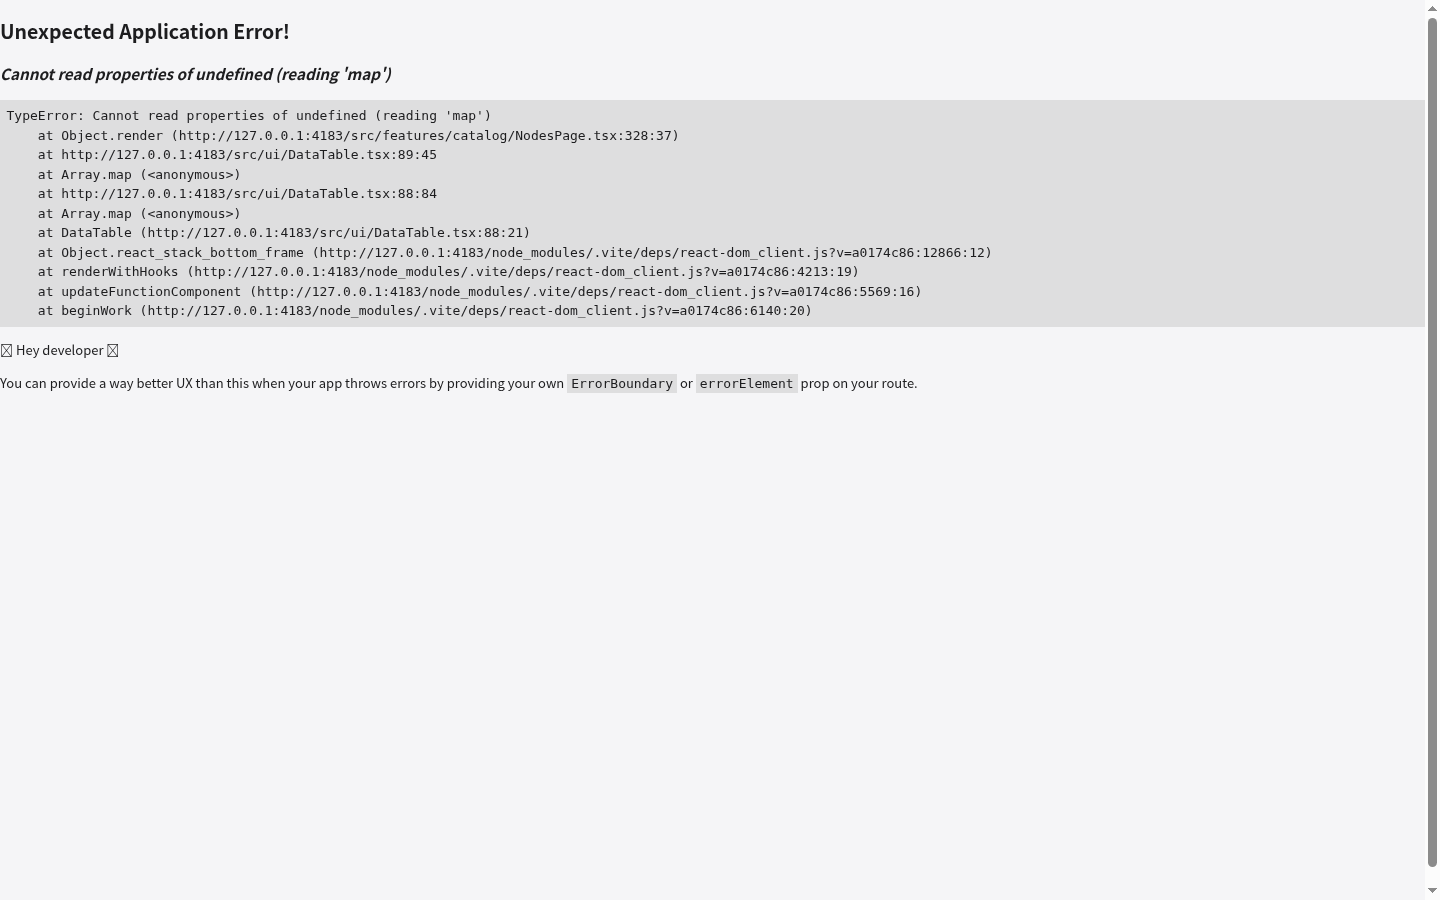 Unexpected Application Error!
Cannot read properties of undefined (reading 'map')
TypeError: Cannot read properties of undefined (reading 'map')
    at Object.render (http://127.0.0.1:4183/src/features/catalog/NodesPage.tsx:328:37)
    at http://127.0.0.1:4183/src/ui/DataTable.tsx:89:45
    at Array.map (<anonymous>)
    at http://127.0.0.1:4183/src/ui/DataTable.tsx:88:84
    at Array.map (<anonymous>)
    at DataTable (http://127.0.0.1:4183/src/ui/DataTable.tsx:88:21)
    at Object.react_stack_bottom_frame (http://127.0.0.1:4183/node_modules/.vite/deps/react-dom_client.js?v=a0174c86:12866:12)
    at renderWithHooks (http://127.0.0.1:4183/node_modules/.vite/deps/react-dom_client.js?v=a0174c86:4213:19)
    at updateFunctionComponent (http://127.0.0.1:4183/node_modules/.vite/deps/react-dom_client.js?v=a0174c86:5569:16)
    at beginWork (http://127.0.0.1:4183/node_modules/.vite/deps/react-dom_client.js?v=a0174c86:6140:20)
Hey developer
You can provide a way better UX than this when your app throws errors by providing your own ErrorBoundary or errorElement prop on your route.